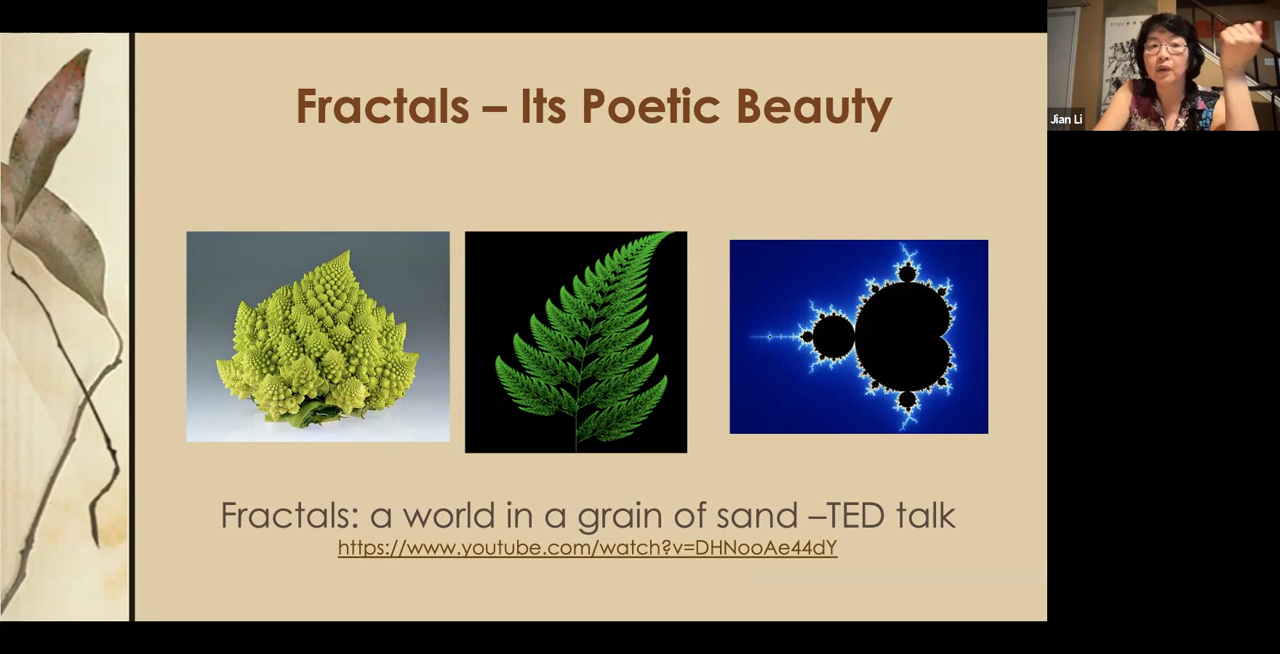 Fractals – Its Poetic Beauty
Jian Li
Fractals: a world in a grain of sand –TED talk
https://www.youtube.com/watch?v=DHNooAe44dY